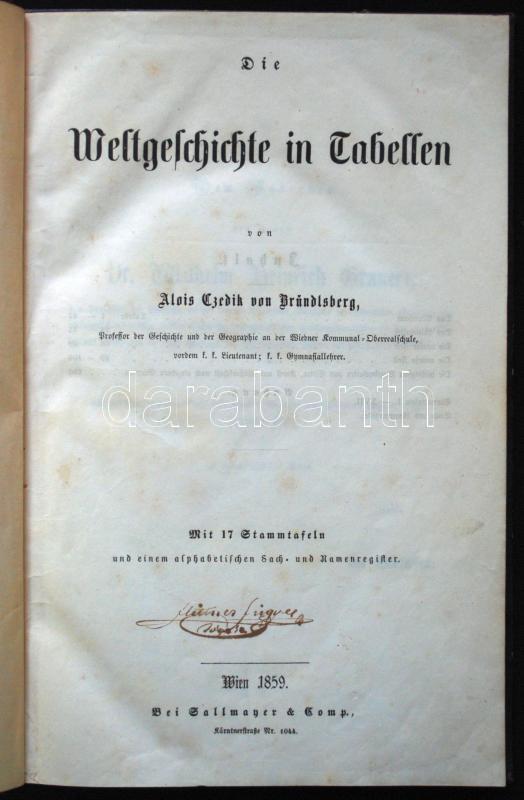 Die
Weltgeschichte in Tabellen
von
Alois Czedik von Bründlsberg,
Professor der Geschichte und der Geographie an der Wiedner Kommunal-Oberrealschule,
vordem k. k. Lieutenant; k. k. Gymnasiallehrer.
darabanth
Mit 17 Stammtafeln
und einem alphabetischen Sach- und Namenregister.
Wien 1859.
Bei Sallmayer & Comp.,
Kärntnerstraße Nr. 1044.